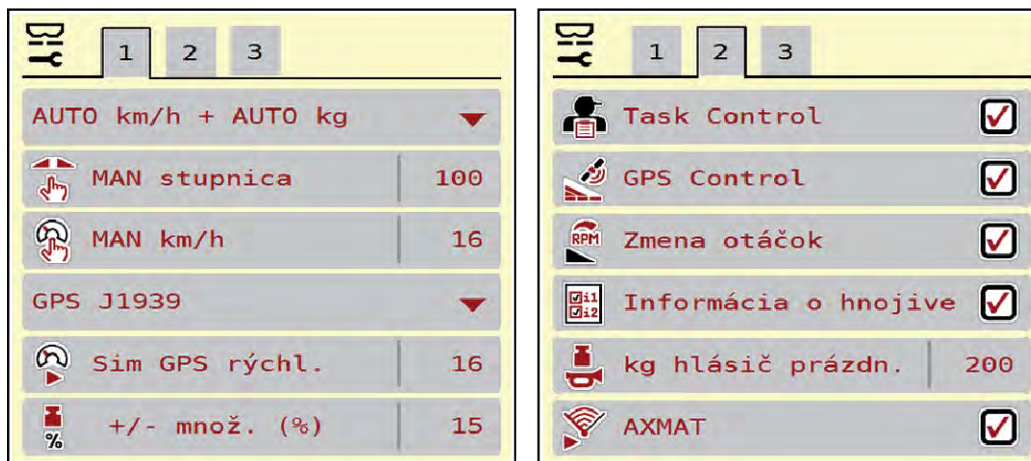 1 2 3
AUTO km/h + AUTO kg
MAN stupnica 100
MAN km/h 16
GPS J1939
Sim GPS rýchl. 16
% +/- množ. (%) 15
1 2 3
Task Control
GPS Control
RPM Zmena otáčok
i1
i2
Informácia o hnojive
kg hlásič prázdn. 200
AXMAT